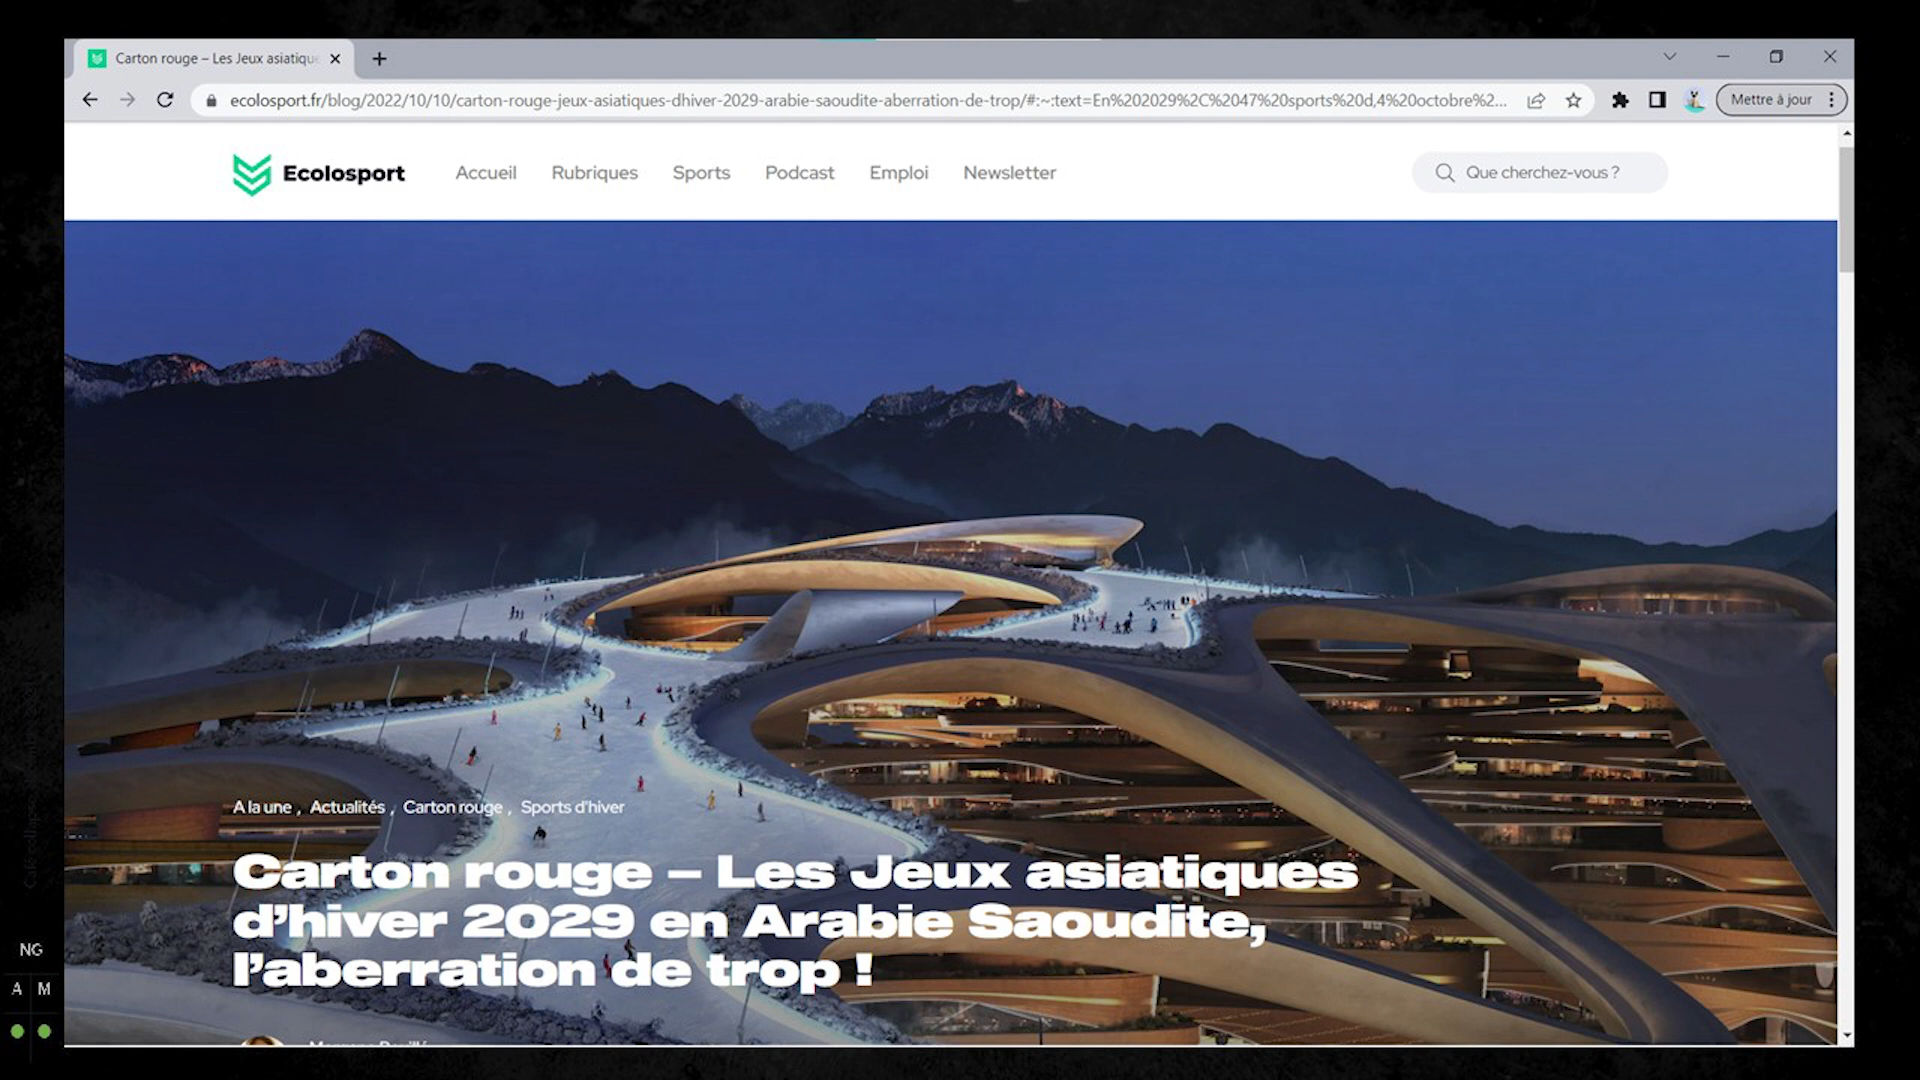 Carton rouge – Les Jeux asiatique
ecolosport.fr/blog/2022/10/10/carton-rouge-jeux-asiatiques-dhiver-2029-arabie-saoudite-aberration-de-trop/#:~:text=En%202029%2C%2047%20sports%20d,4%20octobre%2...
Mettre à jour
Ecolosport
Accueil
Rubriques
Sports
Podcast
Emploi
Newsletter
Que cherchez-vous ?
A la une , Actualités , Carton rouge , Sports d'hiver
Carton rouge – Les Jeux asiatiques
d'hiver 2029 en Arabie Saoudite,
l'aberration de trop !
NG
A M